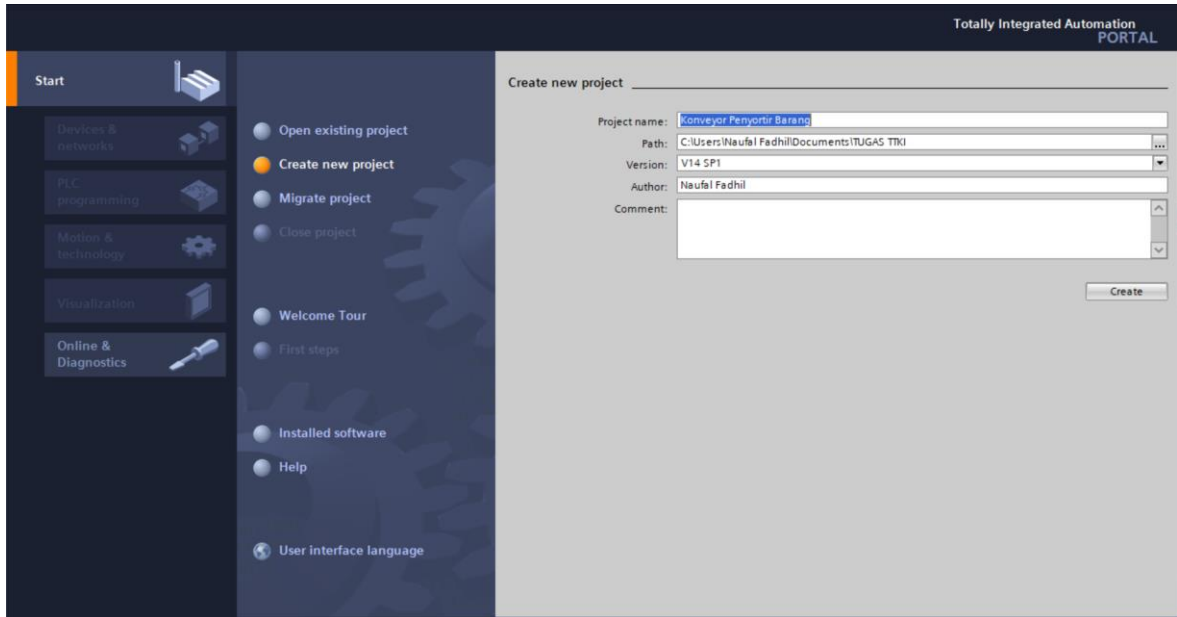 Totally Integrated Automation
PORTAL
Start
Devices &
networks
PLC
programming
Motion &
technology
Visualization
Online &
Diagnostics
Open existing project
Create new project
Migrate project
Close project
Welcome Tour
First steps
Installed software
Help
User interface language
Create new project
Project name: Konveyor Penyortir Barang
Path: C:\Users\Naufal Fadhil\Documents\TUGAS TTKI ...
Version: V14 SP1
Author: Naufal Fadhil
Comment:
Create